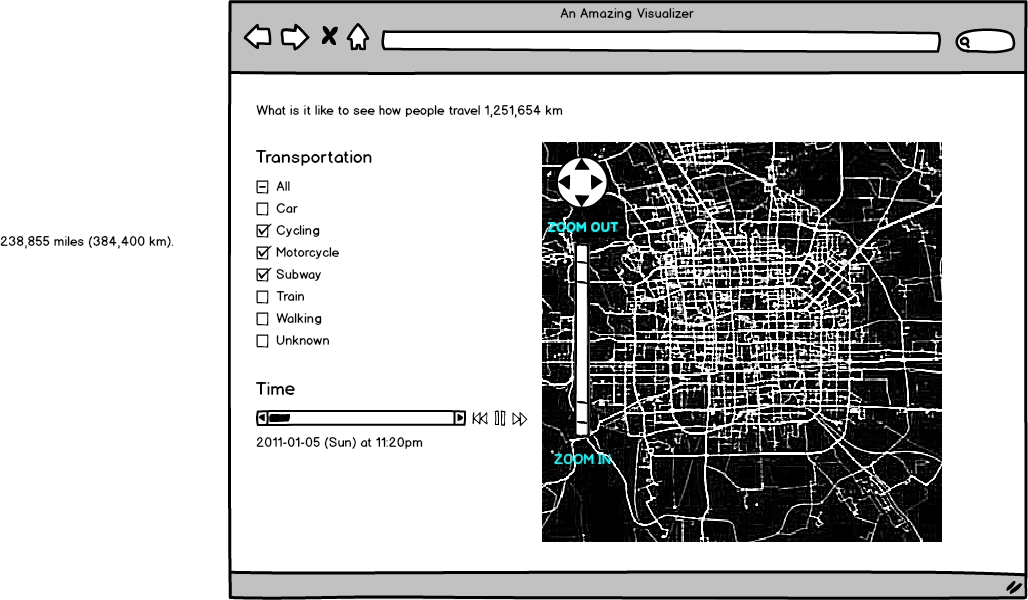 An Amazing Visualizer
What is it like to see how people travel 1,251,654 km
Transportation
All
Car
Cycling
Motorcycle
Subway
Train
Walking
Unknown
Time
2011-01-05 (Sun) at 11:20pm
ZOOM OUT
ZOOM IN
238,855 miles (384,400 km).